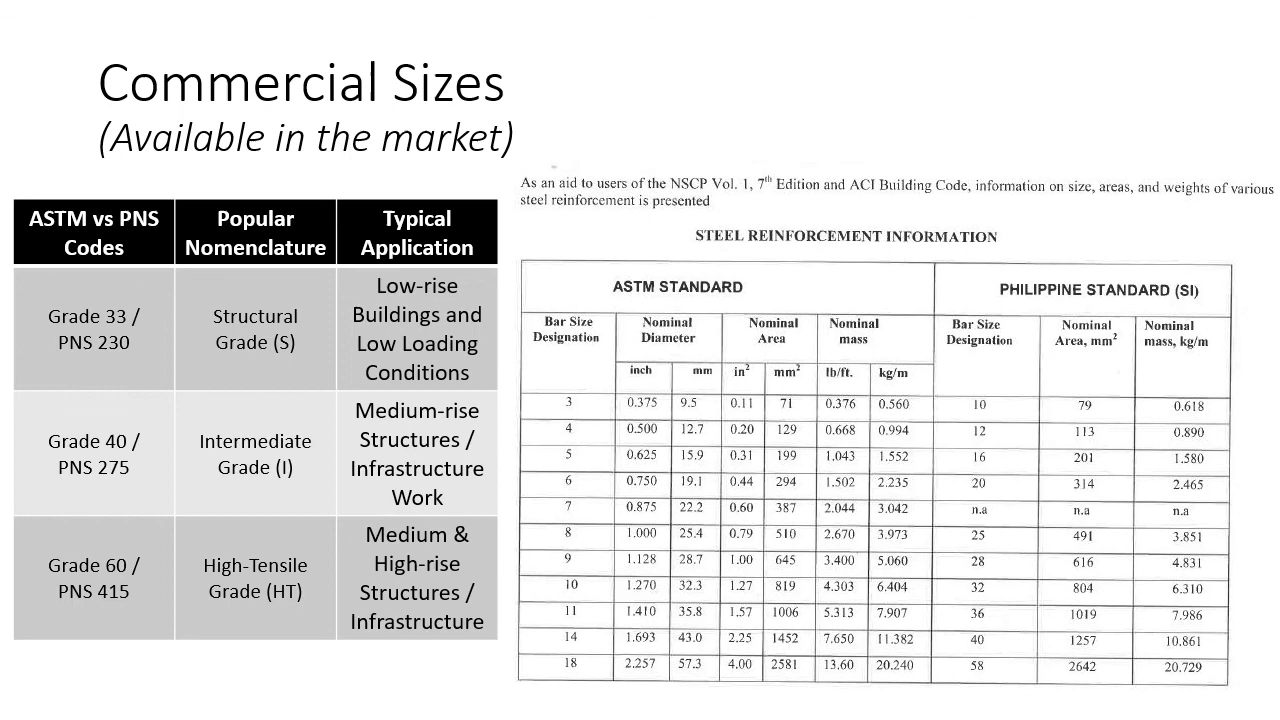 Commercial Sizes
(Available in the market)
ASTM vs PNS Codes | Popular Nomenclature | Typical Application
Grade 33 / PNS 230 | Structural Grade (S) | Low-rise Buildings and Low Loading Conditions
Grade 40 / PNS 275 | Intermediate Grade (I) | Medium-rise Structures / Infrastructure Work
Grade 60 / PNS 415 | High-Tensile Grade (HT) | Medium & High-rise Structures / Infrastructure
As an aid to users of the NSCP Vol. 1, 7th Edition and ACI Building Code, information on size, areas, and weights of various
steel reinforcement is presented
STEEL REINFORCEMENT INFORMATION
ASTM STANDARD | PHILIPPINE STANDARD (SI)
Bar Size Designation | Nominal Diameter | Nominal Area | Nominal mass | Bar Size Designation | Nominal Area, mm² | Nominal mass, kg/m
inch | mm | in² | mm² | lb/ft. | kg/m
3 | 0.375 | 9.5 | 0.11 | 71 | 0.376 | 0.560 | 10 | 79 | 0.618
4 | 0.500 | 12.7 | 0.20 | 129 | 0.668 | 0.994 | 12 | 113 | 0.890
5 | 0.625 | 15.9 | 0.31 | 199 | 1.043 | 1.552 | 16 | 201 | 1.580
6 | 0.750 | 19.1 | 0.44 | 294 | 1.502 | 2.235 | 20 | 314 | 2.465
7 | 0.875 | 22.2 | 0.60 | 387 | 2.044 | 3.042 | n.a | n.a | n.a
8 | 1.000 | 25.4 | 0.79 | 510 | 2.670 | 3.973 | 25 | 491 | 3.851
9 | 1.128 | 28.7 | 1.00 | 645 | 3.400 | 5.060 | 28 | 616 | 4.831
10 | 1.270 | 32.3 | 1.27 | 819 | 4.303 | 6.404 | 32 | 804 | 6.310
11 | 1.410 | 35.8 | 1.57 | 1006 | 5.313 | 7.907 | 36 | 1019 | 7.986
14 | 1.693 | 43.0 | 2.25 | 1452 | 7.650 | 11.382 | 40 | 1257 | 10.861
18 | 2.257 | 57.3 | 4.00 | 2581 | 13.60 | 20.240 | 58 | 2642 | 20.729